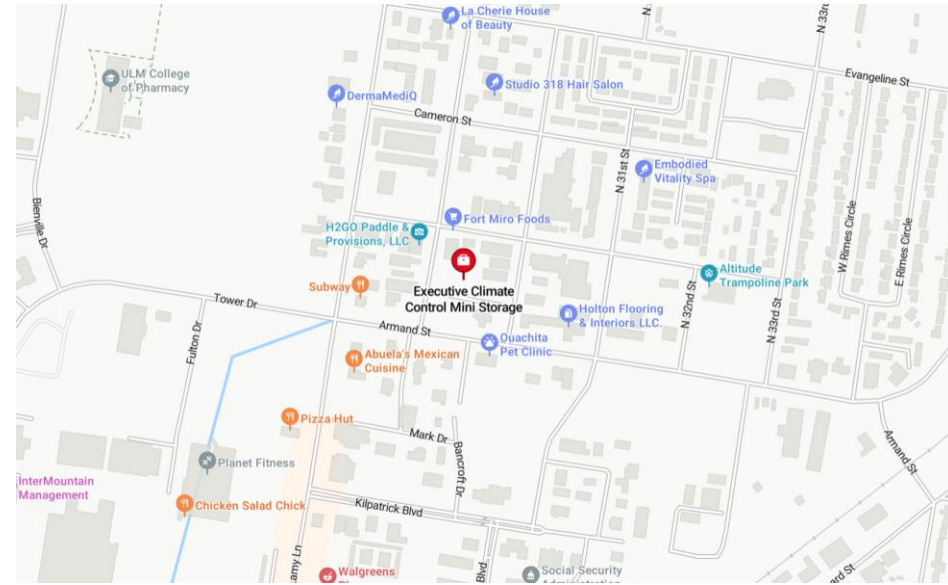 La Cherie House
of Beauty
N
N 33rd
ULM College
of Pharmacy
Studio 318 Hair Salon
Evangeline St
DermaMediQ
Cameron St
N 31st St
Embodied
Vitality Spa
Bienville Dr
Fort Miro Foods
H2GO Paddle &
Provisions, LLC
W Rimes Circle
E Rimes Circle
Altitude
Trampoline Park
Subway
Executive Climate
Control Mini Storage
Tower Dr
Armand St
Holton Flooring
& Interiors LLC.
N 32nd St
N 33rd St
Fulton Dr
Ouachita
Pet Clinic
Abuela's Mexican
Cuisine
Pizza Hut
Mark Dr
Bancroft Dr
Armand St
Planet Fitness
InterMountain
Management
Chicken Salad Chick
Kilpatrick Blvd
Lamy Ln
Blvd
Walgreens
Social Security